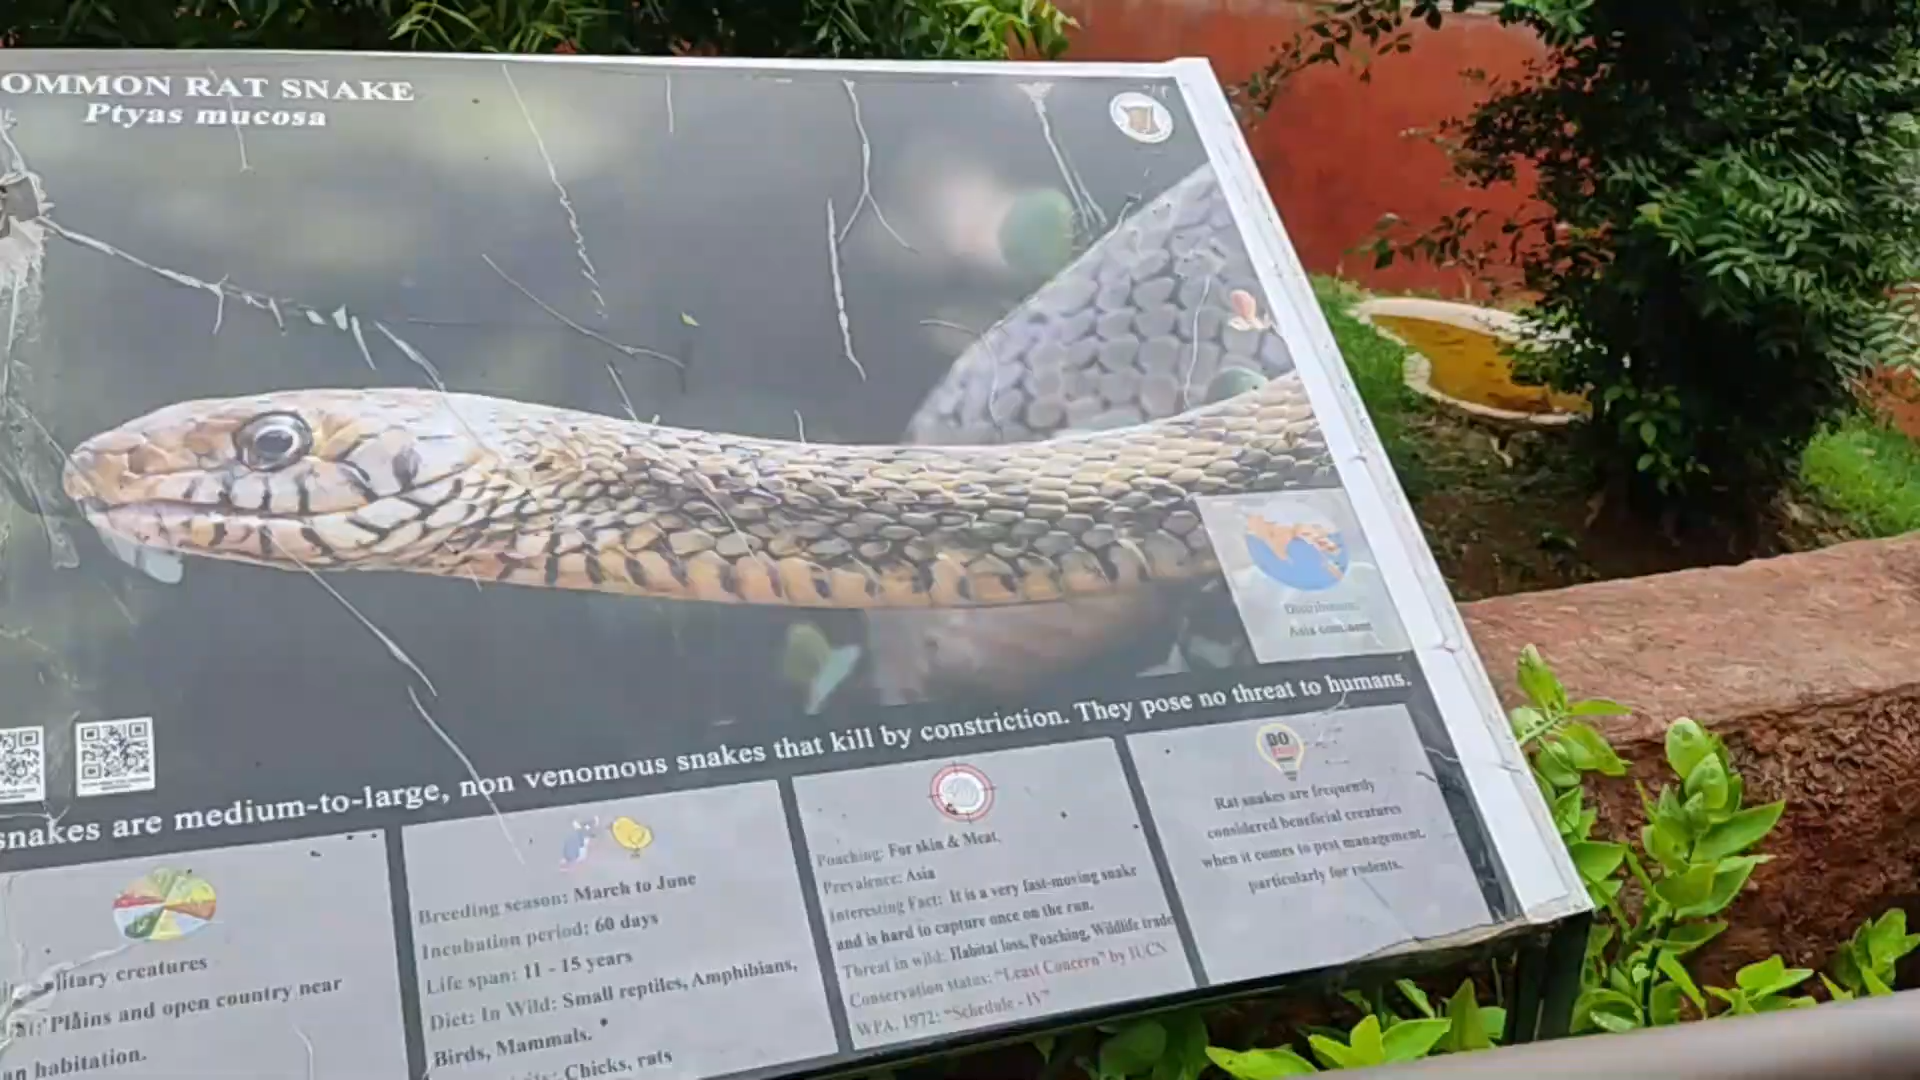 OMMON RAT SNAKE
Ptyas mucosa
Distribution:
Asia
snakes are medium-to-large, non venomous snakes that kill by constriction. They pose no threat to humans.
litary creatures
Plains and open country near
an habitation.
Breeding season: March to June
Incubation period: 60 days
Life span: 11 - 15 years
Diet: In Wild: Small reptiles, Amphibians,
Birds, Mammals.
Chicks, rats
Poaching: For skin & Meat.
Prevalence: Asia
Interesting Fact: It is a very fast-moving snake
and is hard to capture once on the run.
Threat in wild: Habitat loss, Poaching, Wildlife trade
Conservation status: "Least Concern" by IUCN
WPA, 1972: "Schedule - IV"
DO
Rat snakes are frequently
considered beneficial creatures
when it comes to pest management,
particularly for rodents.